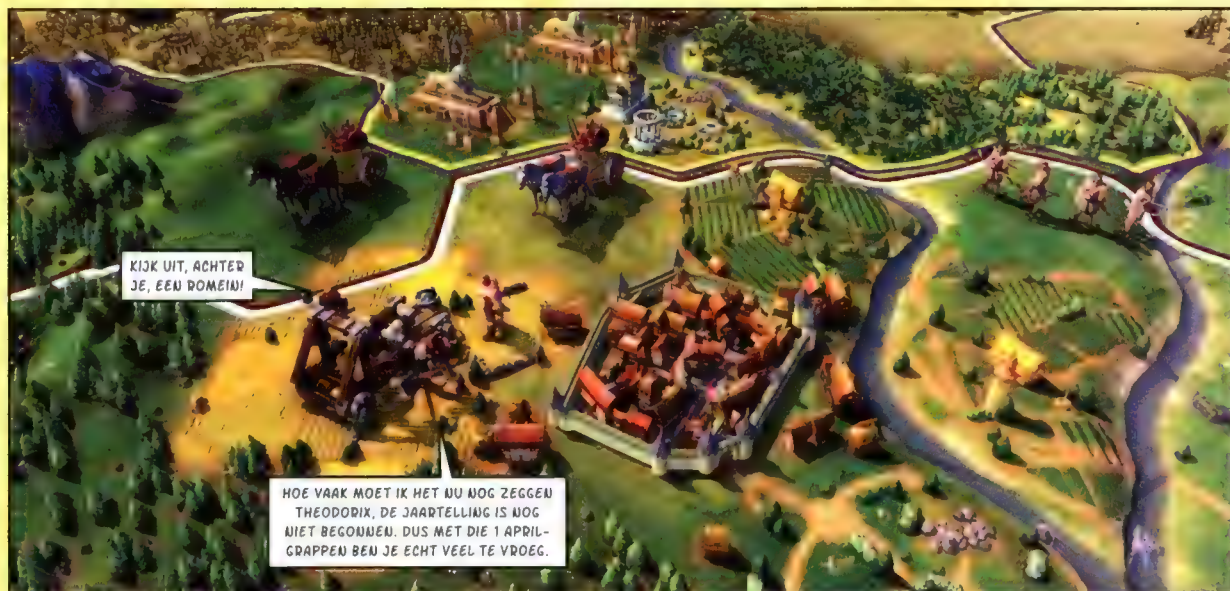 KIJK UIT, ACHTER
JE, EEN ROMEIN!
HOE VAAK MOET IK HET NU NOG ZEGGEN
THEODORIX, DE JAARTELLING IS NOG
NIET BEGONNEN. DUS MET DIE 1 APRIL-
GRAPPEN BEN JE ECHT VEEL TE VROEG.